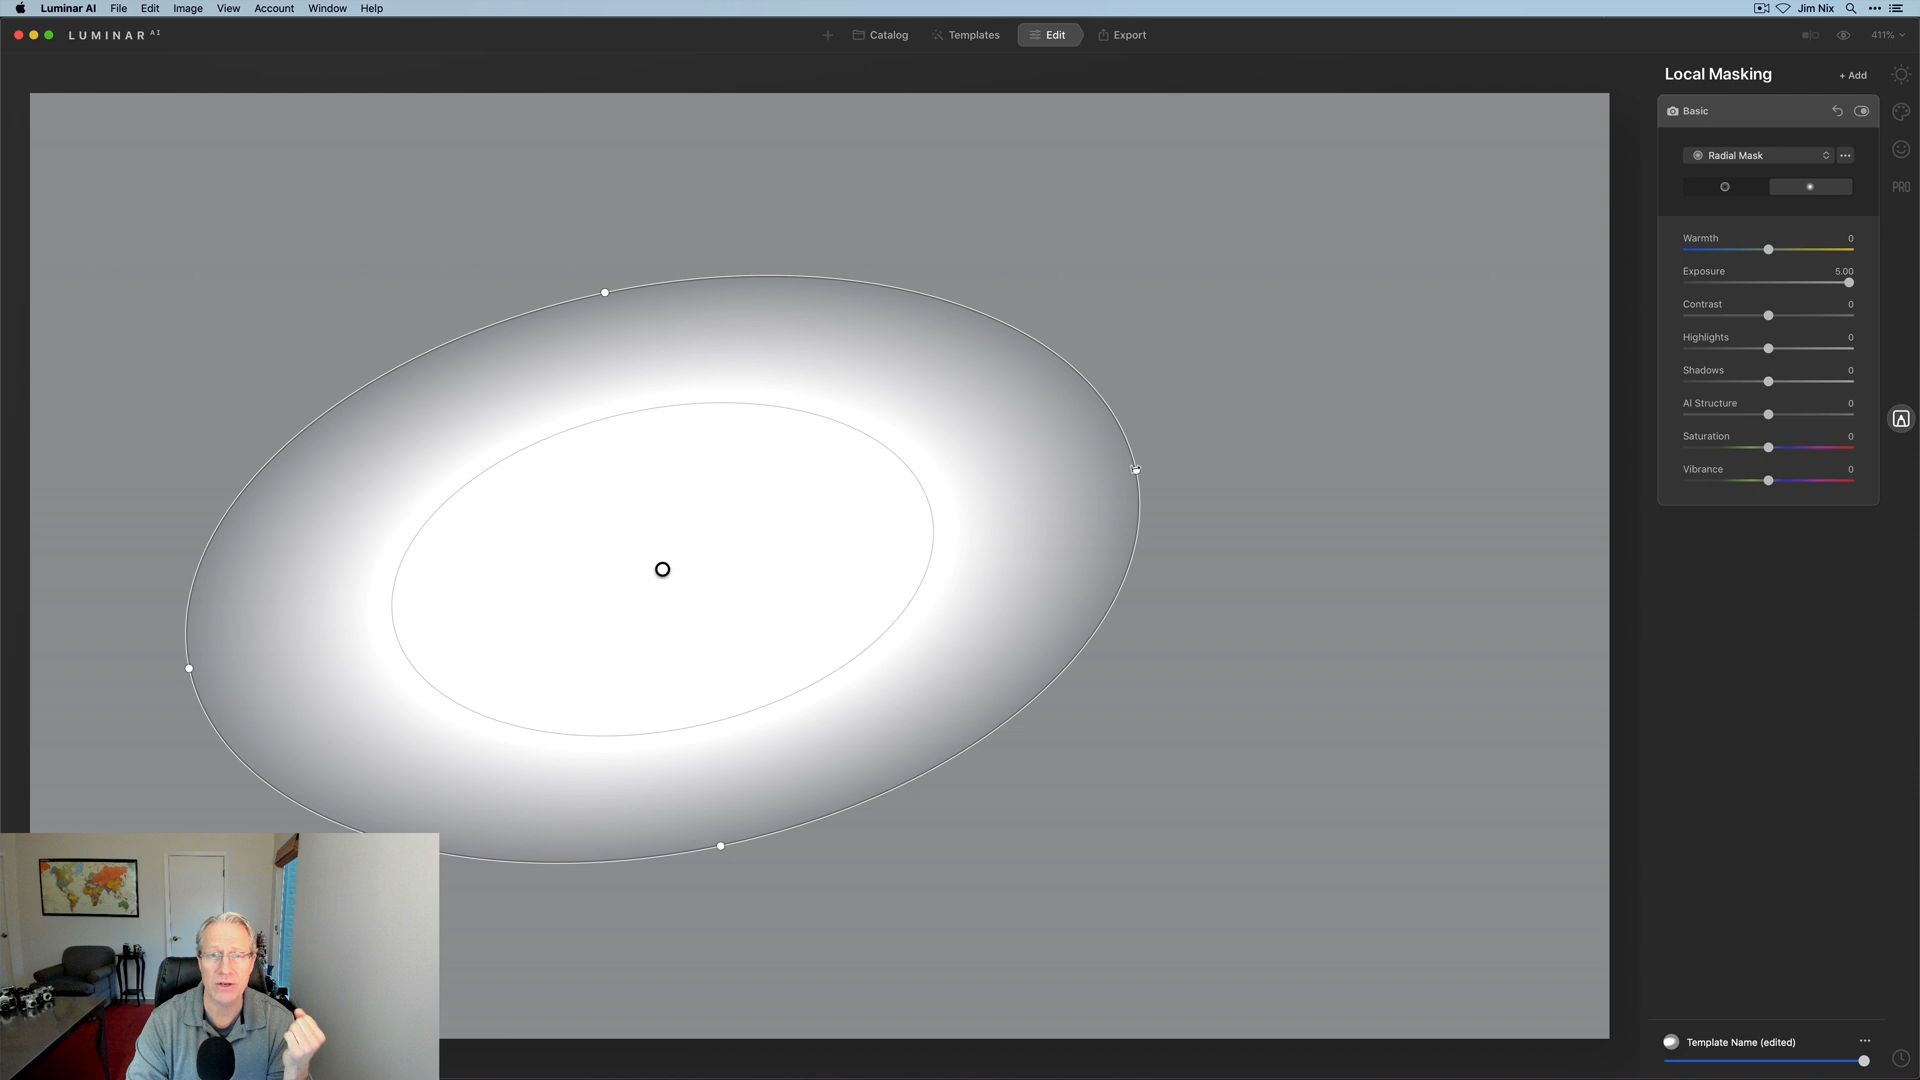 Luminar AI File Edit View Image Account Window Help Jim Nix
LUMINAR AI Catalog Templates Edit Export 411%
Local Masking + Add
Basic
Radial Mask
PRO
Warmth 0
Exposure 5.00
Contrast 0
Highlights 0
Shadows 0
AI Structure 0
Saturation 0
Vibrance 0
Template Name (edited)